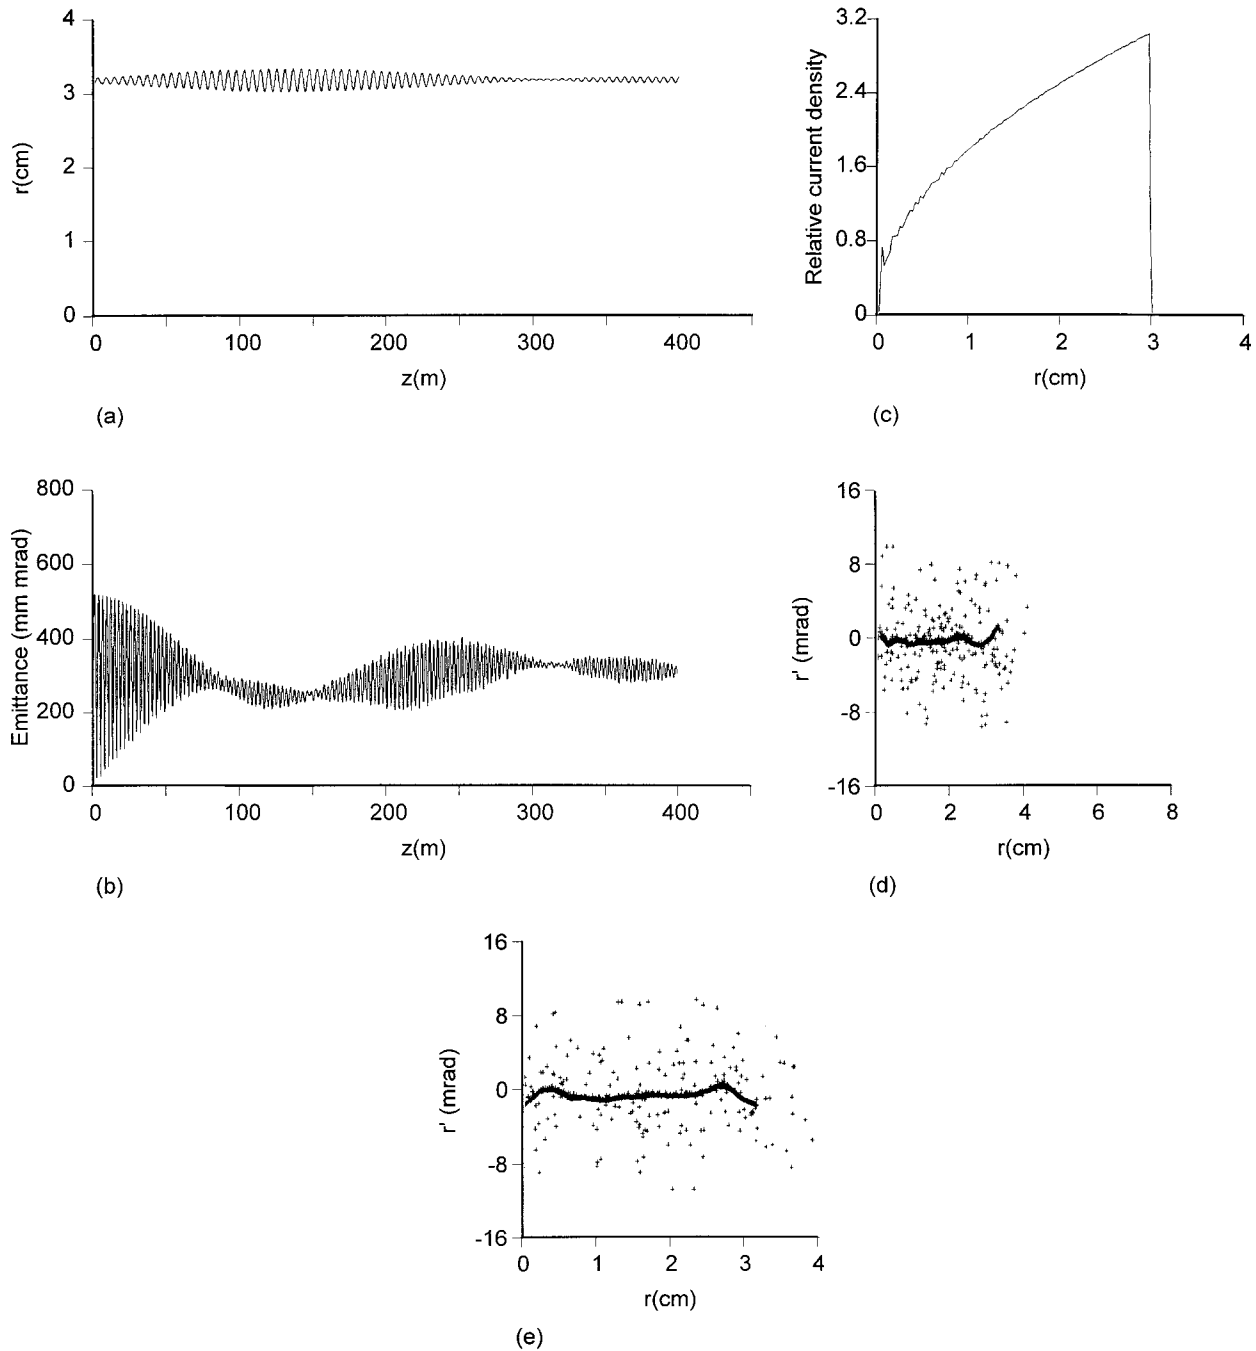 4
3
2
1
0
r(cm)
0 100 200 300 400
z(m)
(a)
3.2
2.4
1.6
0.8
0
Relative current density
0 1 2 3 4
r(cm)
(c)
800
600
400
200
0
Emittance (mm mrad)
0 100 200 300 400
z(m)
(b)
16
8
0
-8
-16
r' (mrad)
0 2 4 6 8
r(cm)
(d)
16
8
0
-8
-16
r' (mrad)
0 1 2 3 4
r(cm)
(e)